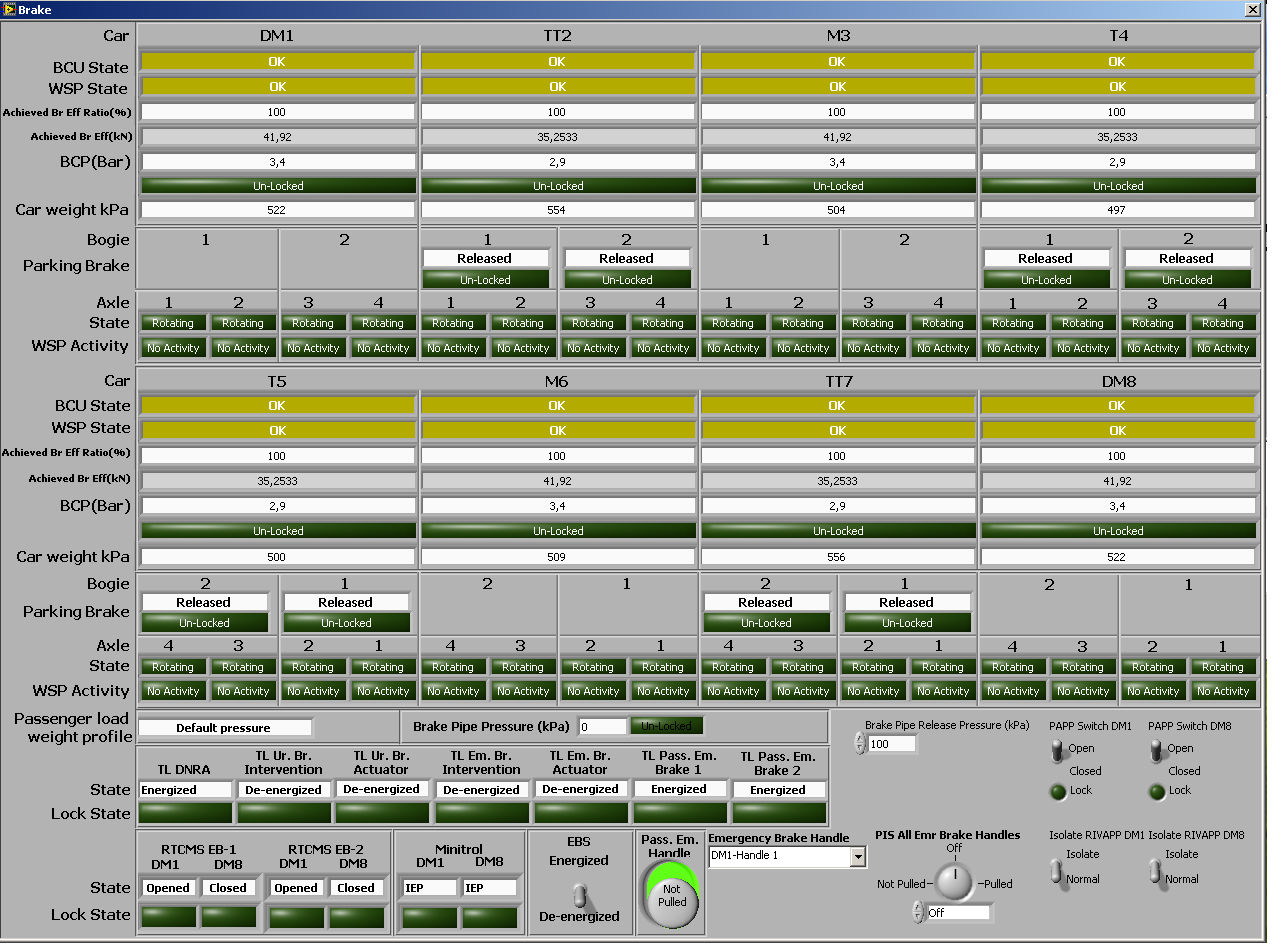 Brake
Car DM1 TT2 M3 T4
BCU State OK OK OK OK
WSP State OK OK OK OK
Achieved Br Eff Ratio(%) 100 100 100 100
Achieved Br Eff(kN) 41,92 35,2533 41,92 35,2533
BCP(Bar) 3,4 2,9 3,4 2,9
Un-Locked Un-Locked Un-Locked Un-Locked
Car weight kPa 522 554 504 497
Bogie 1 2 1 2 1 2 1 2
Parking Brake Released Released Released Released
Un-Locked Un-Locked Un-Locked Un-Locked
Axle 1 2 3 4 1 2 3 4 1 2 3 4 1 2 3 4
State Rotating Rotating Rotating Rotating Rotating Rotating Rotating Rotating Rotating Rotating Rotating Rotating Rotating Rotating Rotating Rotating
WSP Activity No Activity No Activity No Activity No Activity No Activity No Activity No Activity No Activity No Activity No Activity No Activity No Activity No Activity No Activity No Activity No Activity
Car T5 M6 TT7 DM8
BCU State OK OK OK OK
WSP State OK OK OK OK
Achieved Br Eff Ratio(%) 100 100 100 100
Achieved Br Eff(kN) 35,2533 41,92 35,2533 41,92
BCP(Bar) 2,9 3,4 2,9 3,4
Un-Locked Un-Locked Un-Locked Un-Locked
Car weight kPa 500 509 556 522
Bogie 2 1 2 1 2 1 2 1
Parking Brake Released Released Released Released
Un-Locked Un-Locked Un-Locked Un-Locked
Axle 4 3 2 1 4 3 2 1 4 3 2 1 4 3 2 1
State Rotating Rotating Rotating Rotating Rotating Rotating Rotating Rotating Rotating Rotating Rotating Rotating Rotating Rotating Rotating Rotating
WSP Activity No Activity No Activity No Activity No Activity No Activity No Activity No Activity No Activity No Activity No Activity No Activity No Activity No Activity No Activity No Activity No Activity
Passenger load
weight profile
Default pressure
Brake Pipe Pressure (kPa) 0 Un-Locked
TL DNRA
TL Ur. Br.
Intervention
TL Ur. Br.
Actuator
TL Em. Br.
Intervention
TL Em. Br.
Actuator
TL Pass. Em.
Brake 1
TL Pass. Em.
Brake 2
State Energized De-energized De-energized De-energized De-energized Energized Energized
Lock State
Brake Pipe Release Pressure (kPa)
100
PAPP Switch DM1
Open
Closed
Lock
PAPP Switch DM8
Open
Closed
Lock
RTCMS EB-1 RTCMS EB-2 Minitrol
DM1 DM8 DM1 DM8 DM1 DM8
State Opened Closed Opened Closed IEP IEP
Lock State
EBS
Energized
De-energized
Pass. Em.
Handle
Not
Pulled
Emergency Brake Handle
DM1-Handle 1
PIS All Emr Brake Handles
Off
Not Pulled Pulled
Off
Isolate RIVAPP DM1
Isolate
Normal
Isolate RIVAPP DM8
Isolate
Normal